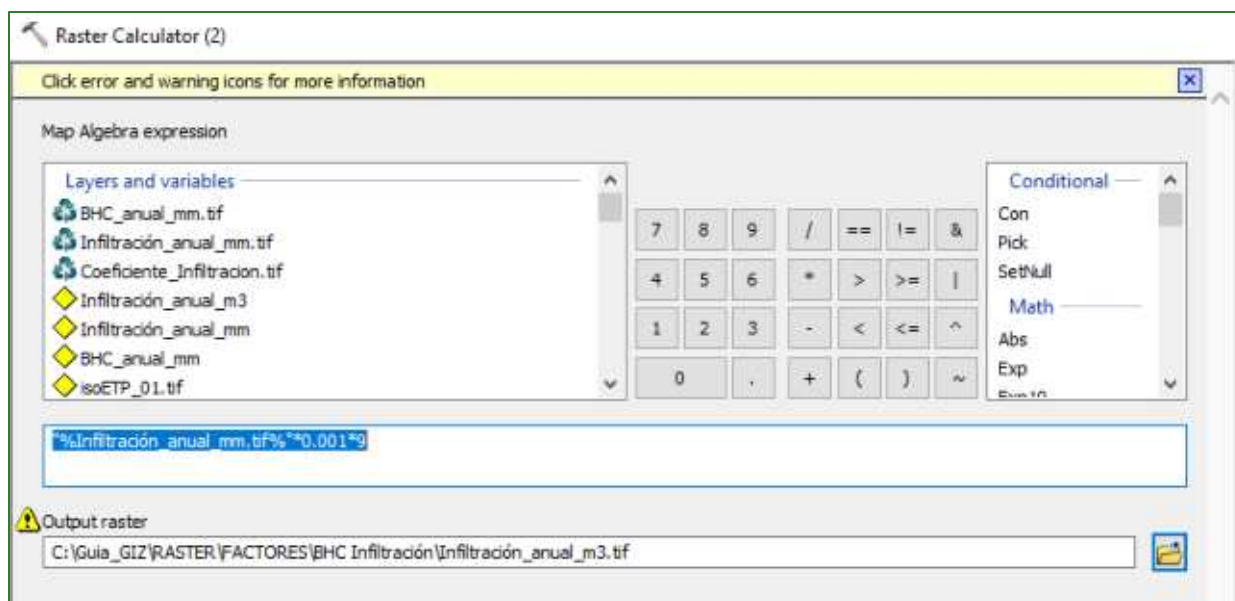 Raster Calculator (2)
Click error and warning icons for more information
Map Algebra expression
Layers and variables
BHC_anual_mm.tif
Infiltración_anual_mm.tif
Coeficiente_Infiltracion.tif
Infiltración_anual_m3
Infiltración_anual_mm
BHC_anual_mm
isoETP_01.tif
7 8 9 / == != &
4 5 6 * > >= |
1 2 3 - < <= ^
0 . + ( ) ~
Conditional
Con
Pick
SetNull
Math
Abs
Exp
Exp10
"%Infiltración_anual_mm.tif%"*0.001*9
Output raster
C:\Guia_GIZ\RASTER\FACTORES\BHC Infiltración\Infiltración_anual_m3.tif